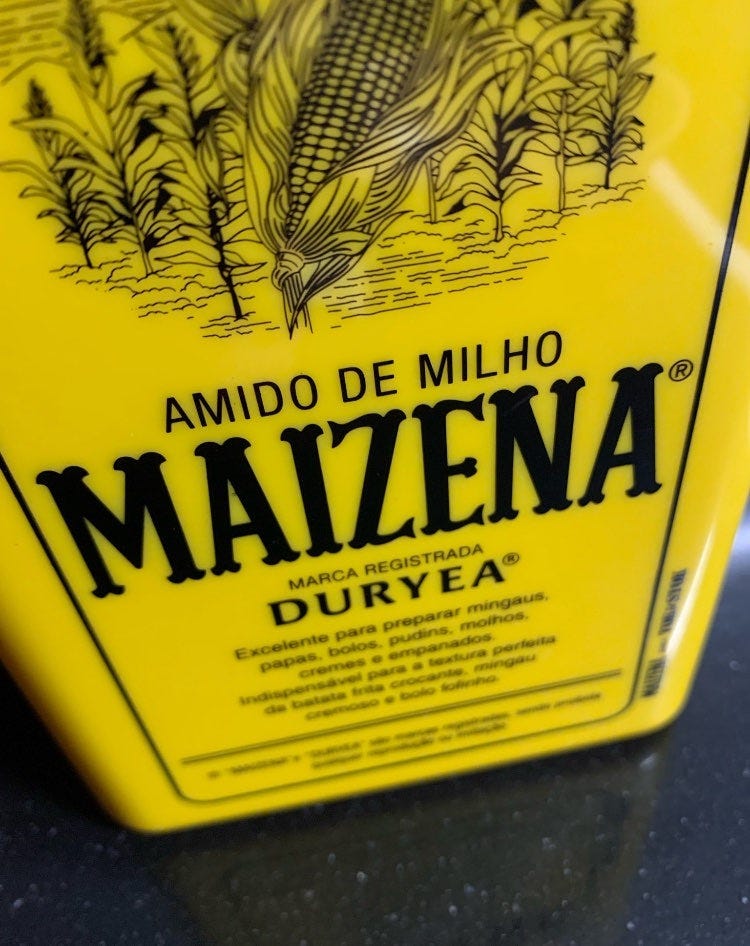 AMIDO DE MILHO
MAIZENA®
MARCA REGISTRADA
DURYEA®
Excelente para preparar mingaus,
papas, bolos, pudins, molhos,
cremes e empanados.
Indispensável para a textura perfeita
da batata frita crocante, mingau
cremoso e bolo fofinho.